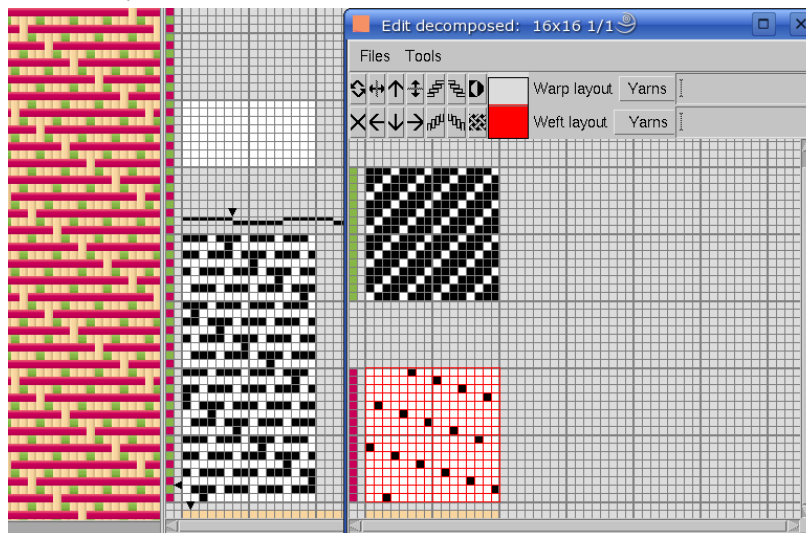 Edit decomposed: 16x16 1/1
Files Tools
Warp layout Yarns
Weft layout Yarns